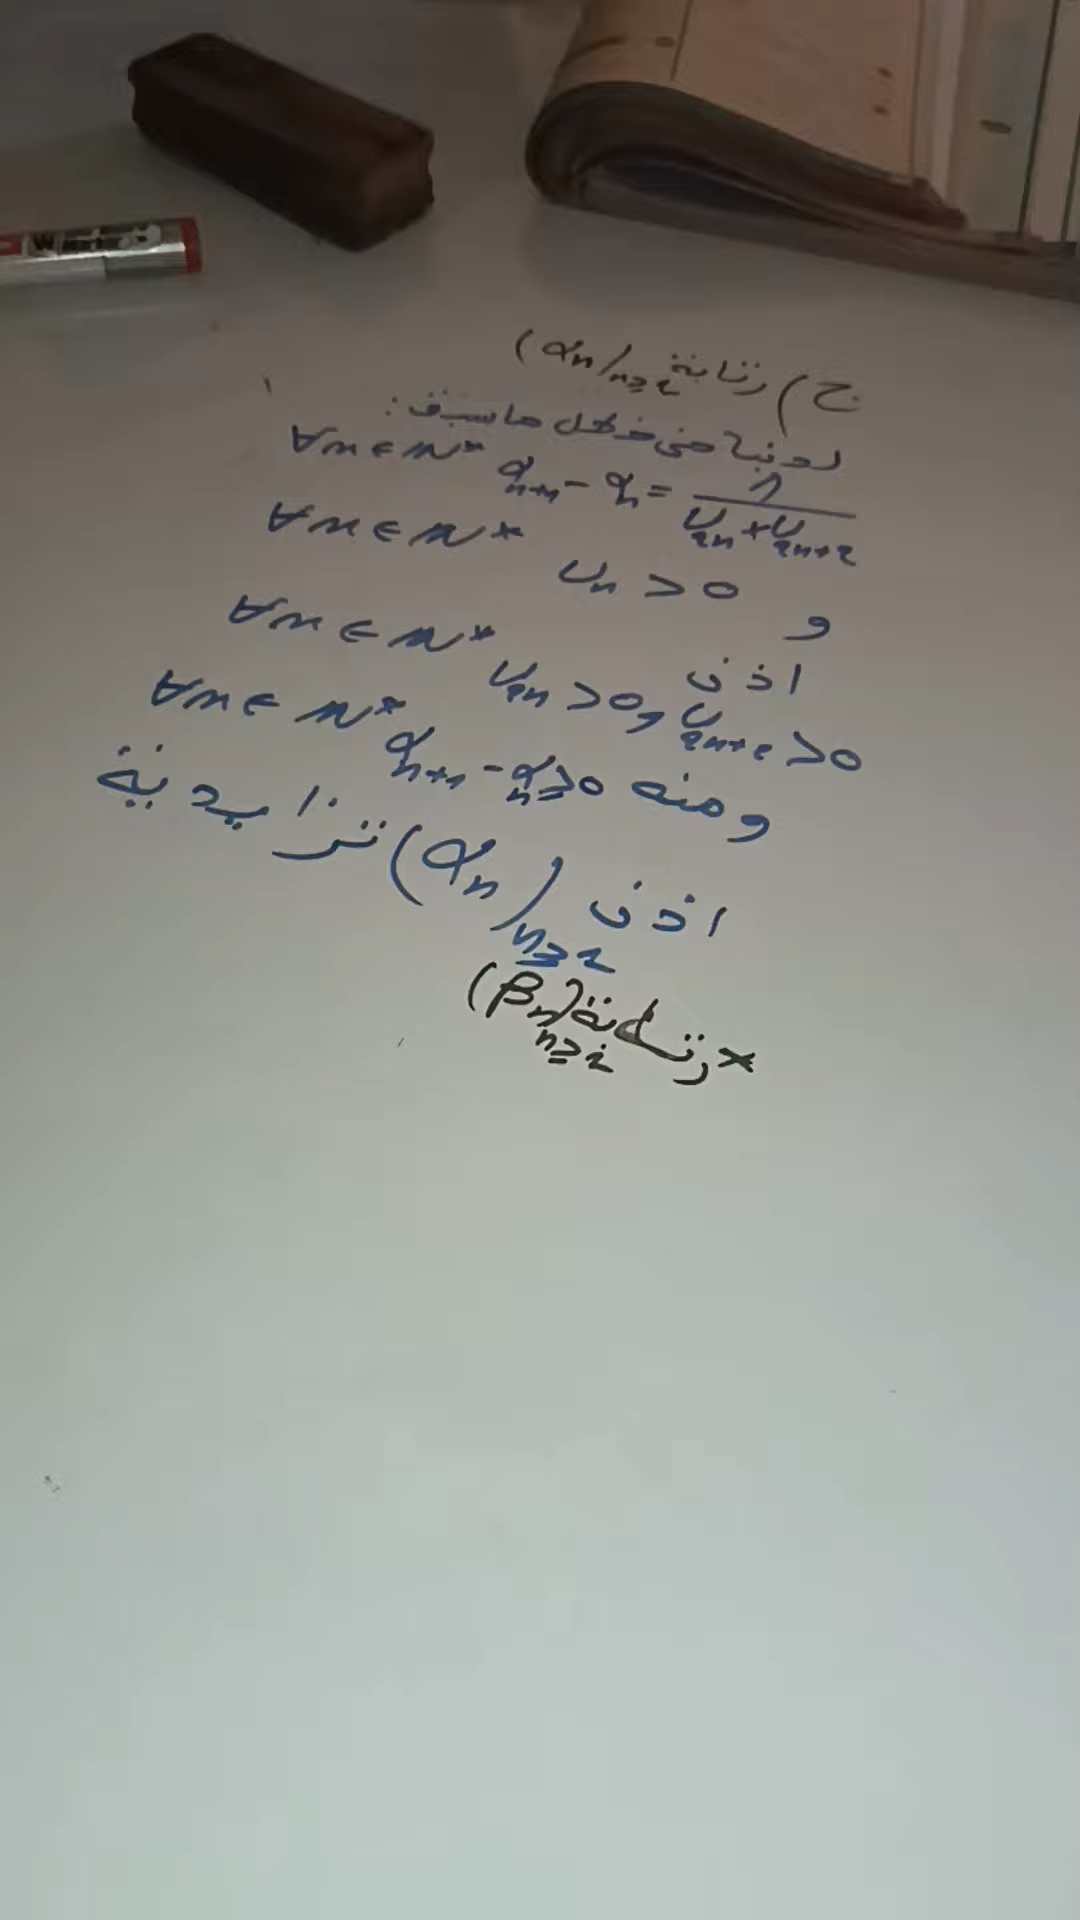 ج) رتابة (αn)n≥2
لدينا من خلال ما سبق :
∀n∈ℕ* αn+1 - αn = 1/(U2n + U2n+2)
و Un > 0 ∀n∈ℕ*
اذن U2n > 0 و U2n+2 > 0 ∀n∈ℕ*
ومنه αn+1 - αn > 0 ∀n∈ℕ*
اذن (αn)n≥2 تزايدية
* رتابة (βn)n≥2